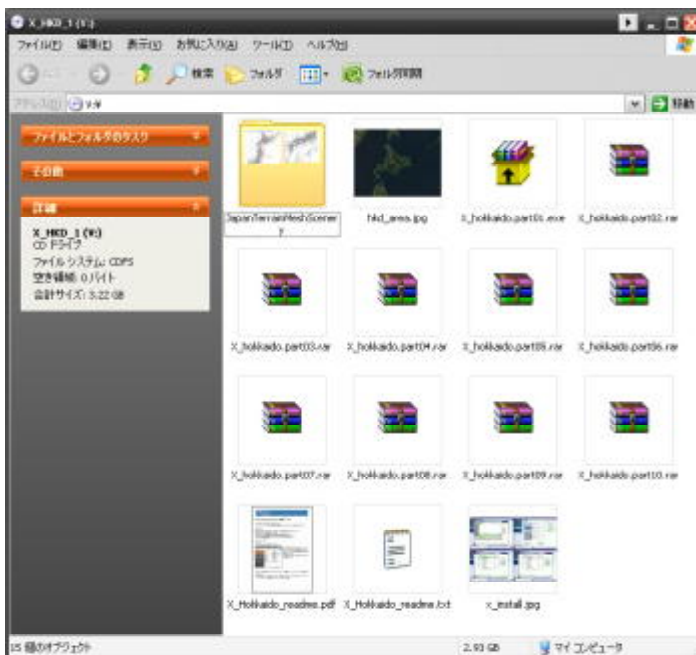 X_HKD_1 (V:)
ファイル(F) 編集(E) 表示(V) お気に入り(A) ツール(T) ヘルプ(H)
検索 フォルダ フォルダ同期
アドレス(D) V:¥ 移動
ファイルとフォルダのタスク
その他
詳細
X_HKD_1 (V:)
CD ドライブ
ファイル システム: CDFS
空き領域: 0 バイト
合計サイズ: 3.22 GB
JapanTerrainMeshScenery
hkd_area.jpg
X_hokkaido.part01.exe
X_hokkaido.part02.rar
X_hokkaido.part03.rar
X_hokkaido.part04.rar
X_hokkaido.part05.rar
X_hokkaido.part06.rar
X_hokkaido.part07.rar
X_hokkaido.part08.rar
X_hokkaido.part09.rar
X_hokkaido.part10.rar
X_Hokkaido_readme.pdf
X_Hokkaido_readme.txt
x_install.jpg
15 個のオブジェクト 2.93 GB マイ コンピュータ